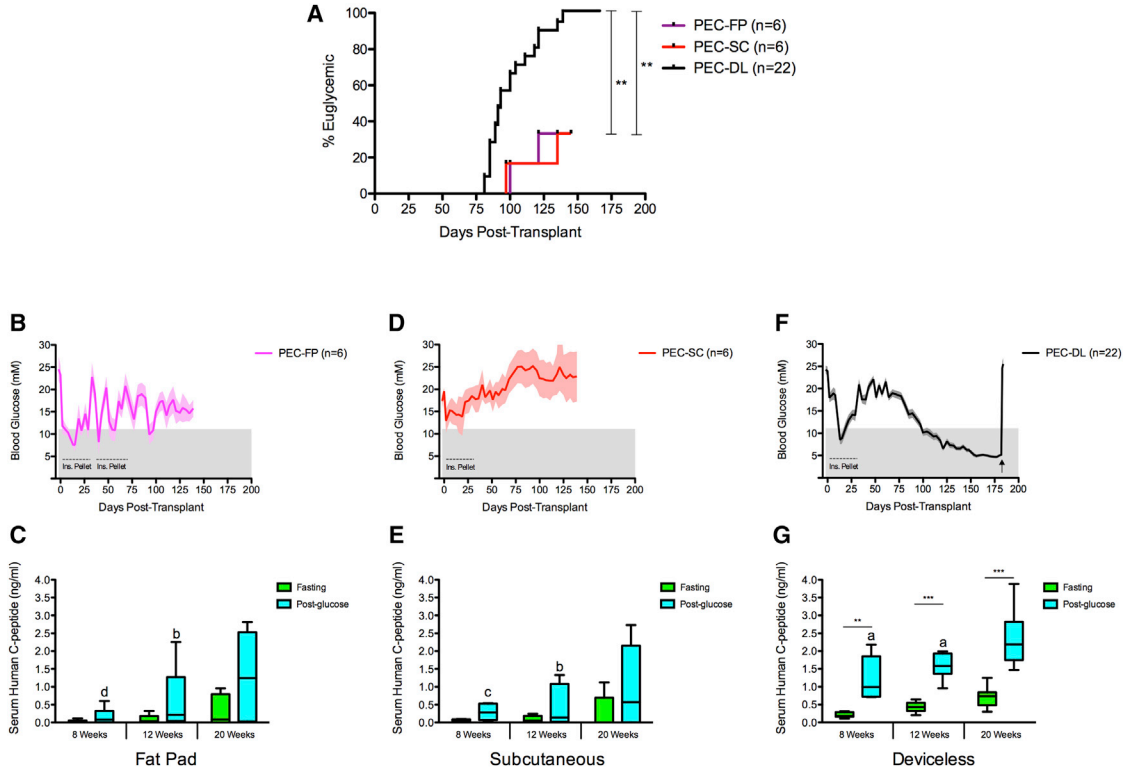 A
100
80
60
40
20
0
% Euglycemic
0 25 50 75 100 125 150 175 200
Days Post-Transplant
PEC-FP (n=6)
PEC-SC (n=6)
PEC-DL (n=22)
**
**
B
30
25
20
15
10
5
Blood Glucose (mM)
Ins. Pellet Ins. Pellet
0 25 50 75 100 125 150 175 200
Days Post-Transplant
PEC-FP (n=6)
D
30
25
20
15
10
5
Blood Glucose (mM)
Ins. Pellet
0 25 50 75 100 125 150 175 200
Days Post-Transplant
PEC-SC (n=6)
F
30
25
20
15
10
5
Blood Glucose (mM)
Ins. Pellet
0 25 50 75 100 125 150 175 200
Days Post-Transplant
PEC-DL (n=22)
C
4.0
3.5
3.0
2.5
2.0
1.5
1.0
0.5
0.0
Serum Human C-peptide (ng/ml)
d
b
8 Weeks 12 Weeks 20 Weeks
Fat Pad
Fasting
Post-glucose
E
4.0
3.5
3.0
2.5
2.0
1.5
1.0
0.5
0.0
Serum Human C-peptide (ng/ml)
c
b
8 Weeks 12 Weeks 20 Weeks
Subcutaneous
Fasting
Post-glucose
G
4.0
3.5
3.0
2.5
2.0
1.5
1.0
0.5
0.0
Serum Human C-peptide (ng/ml)
**
a
***
a
***
8 Weeks 12 Weeks 20 Weeks
Deviceless
Fasting
Post-glucose